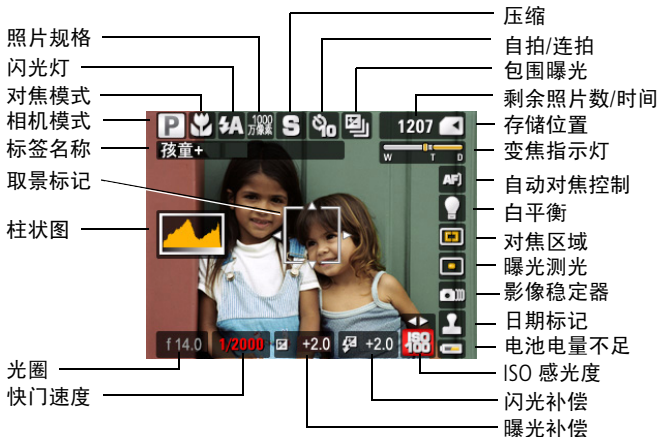 压缩
照片规格
自拍/连拍
闪光灯
包围曝光
对焦模式
剩余照片数/时间
相机模式
P
4A
1000
万像素
S
10
1207
存储位置
标签名称
孩童+
W T D
变焦指示灯
取景标记
AF
自动对焦控制
白平衡
柱状图
对焦区域
曝光测光
影像稳定器
日期标记
f 14.0
1/2000
+2.0
+2.0
ISO
100
电池电量不足
光圈
ISO 感光度
快门速度
闪光补偿
曝光补偿